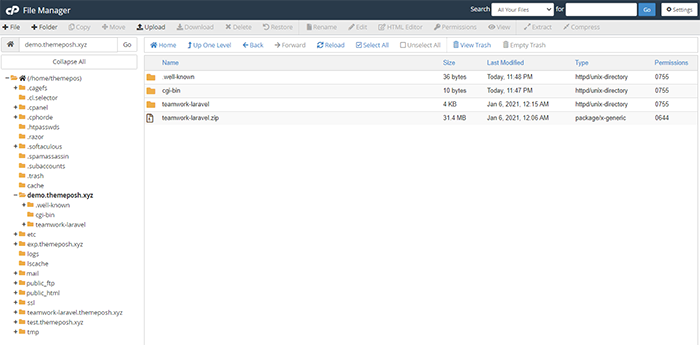 cP File Manager Search All Your Files for Go Settings
+ File + Folder Copy + Move Upload Download Delete Restore Rename Edit HTML Editor Permissions View Extract Compress
demo.themeposh.xyz Go Home Up One Level Back Forward Reload Select All Unselect All View Trash Empty Trash
Collapse All
Name Size Last Modified Type Permissions
.well-known 36 bytes Today, 11:48 PM httpd/unix-directory 0755
cgi-bin 10 bytes Today, 11:47 PM httpd/unix-directory 0755
teamwork-laravel 4 KB Jan 6, 2021, 12:15 AM httpd/unix-directory 0755
teamwork-laravel.zip 31.4 MB Jan 6, 2021, 12:06 AM package/x-generic 0644
− (/home/themepos)
+ .cagefs
.cl.selector
+ .cpanel
+ .cphorde
.htpasswds
.razor
+ .softaculous
.spamassassin
.subaccounts
.trash
cache
− demo.themeposh.xyz
+ .well-known
cgi-bin
+ teamwork-laravel
+ etc
+ exp.themeposh.xyz
logs
lscache
+ mail
+ public_ftp
+ public_html
+ ssl
+ teamwork-laravel.themeposh.xyz
+ test.themeposh.xyz
+ tmp